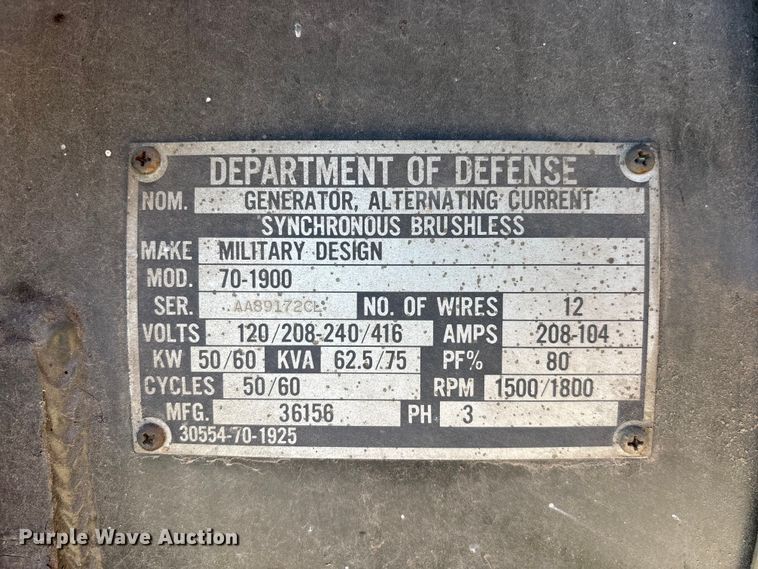 DEPARTMENT OF DEFENSE
NOM. GENERATOR, ALTERNATING CURRENT
SYNCHRONOUS BRUSHLESS
MAKE MILITARY DESIGN
MOD. 70-1900
SER. NO. OF WIRES 12
VOLTS 120/208-240/416 AMPS 208-104
KW 50/60 KVA 62.5/75 PF% 80
CYCLES 50/60 RPM 1500/1800
MFG. 36156 PH 3
30554-70-1925
Purple Wave Auction